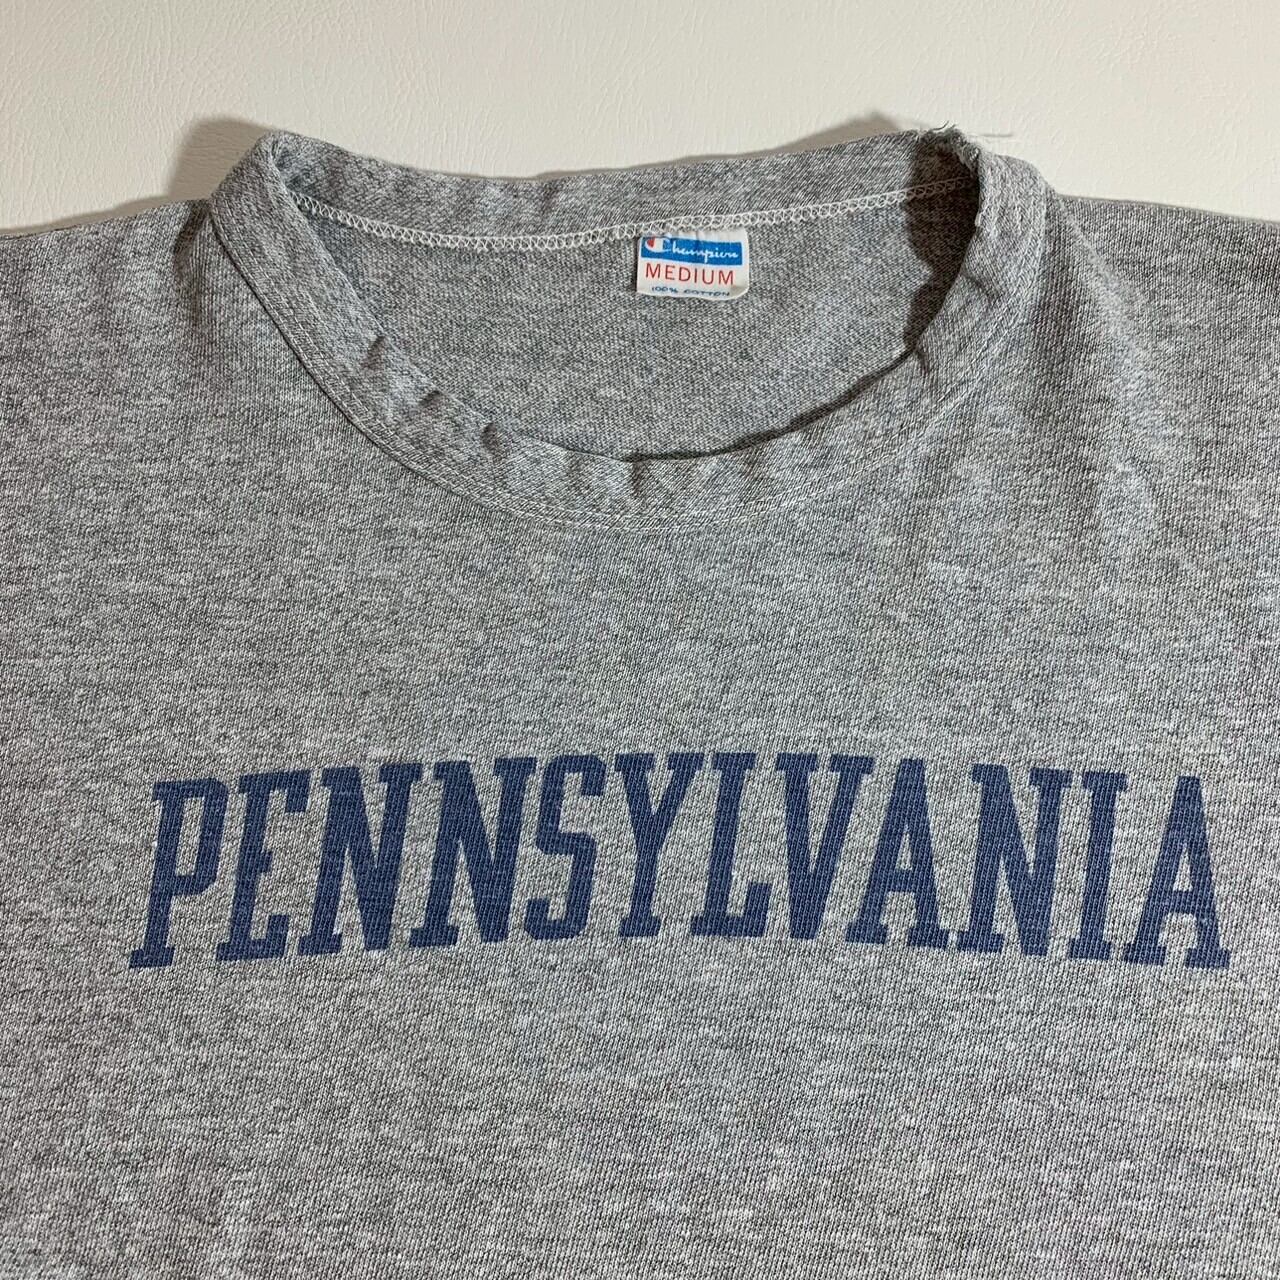 Champion
MEDIUM
100% COTTON
PENNSYLVANIA